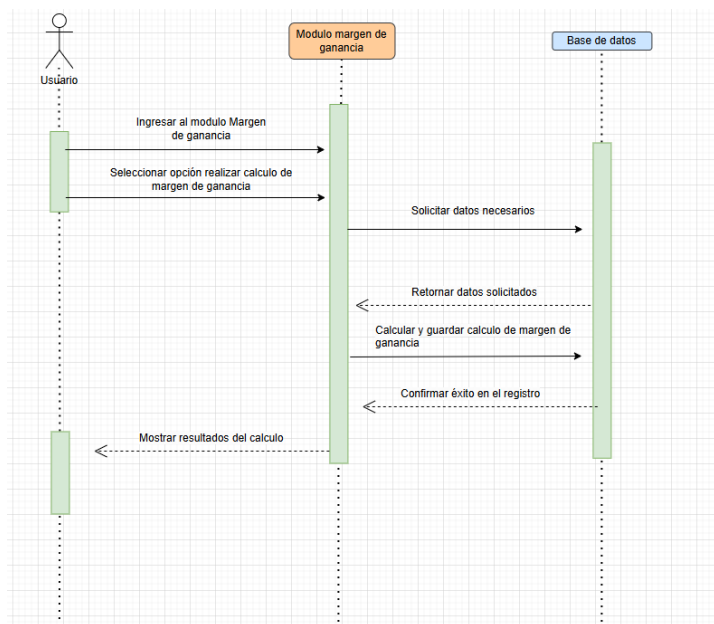 Usuario
Modulo margen de
ganancia
Base de datos
Ingresar al modulo Margen
de ganancia
Seleccionar opción realizar calculo de
margen de ganancia
Solicitar datos necesarios
Retornar datos solicitados
Calcular y guardar calculo de margen de
ganancia
Confirmar éxito en el registro
Mostrar resultados del calculo